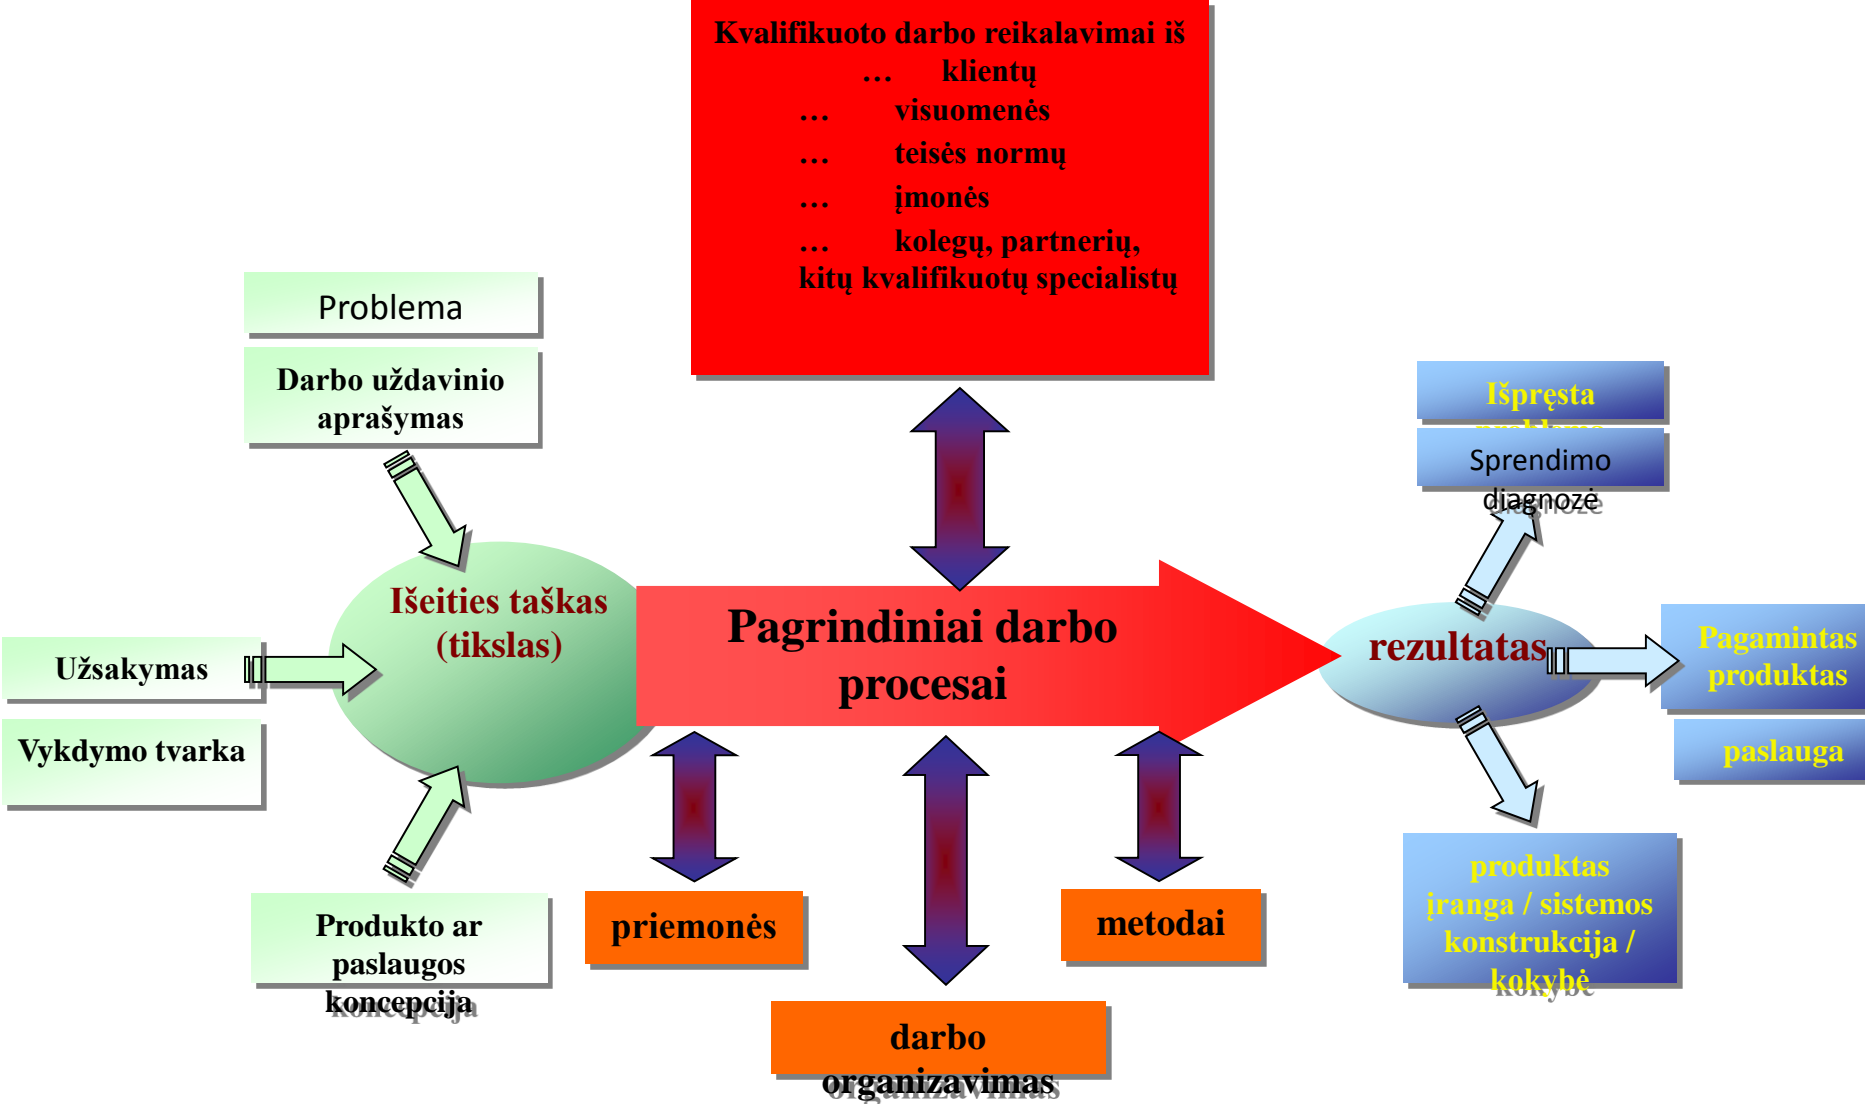 Kvalifikuoto darbo reikalavimai iš
… klientų
… visuomenės
… teisės normų
… įmonės
… kolegų, partnerių,
kitų kvalifikuotų specialistų
Problema
Darbo uždavinio
aprašymas
Išeities taškas
(tikslas)
Užsakymas
Vykdymo tvarka
Produkto ar
paslaugos
koncepcija
Pagrindiniai darbo
procesai
priemonės
darbo
organizavimas
metodai
rezultatas
Išpręsta
Sprendimo
diagnozė
Pagamintas
produktas
paslauga
produktas
įranga / sistemos
konstrukcija /
kokybė